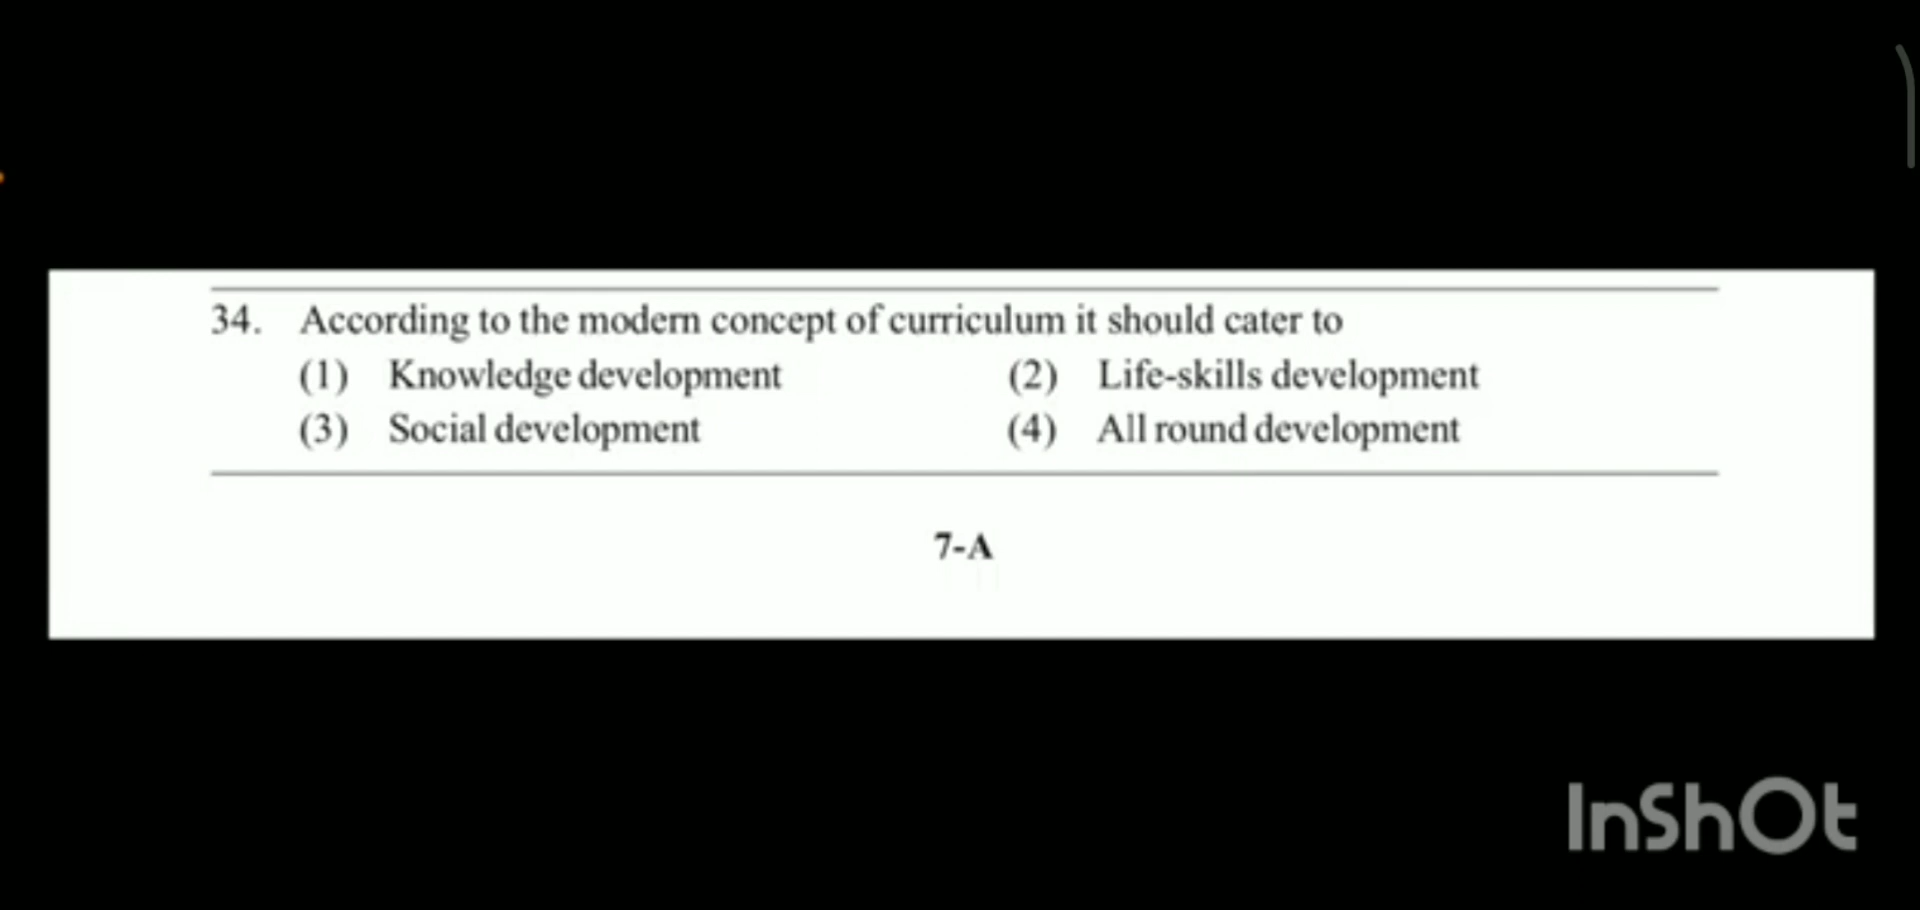 34. According to the modern concept of curriculum it should cater to
(1) Knowledge development (2) Life-skills development
(3) Social development (4) All round development
7-A
InShOt